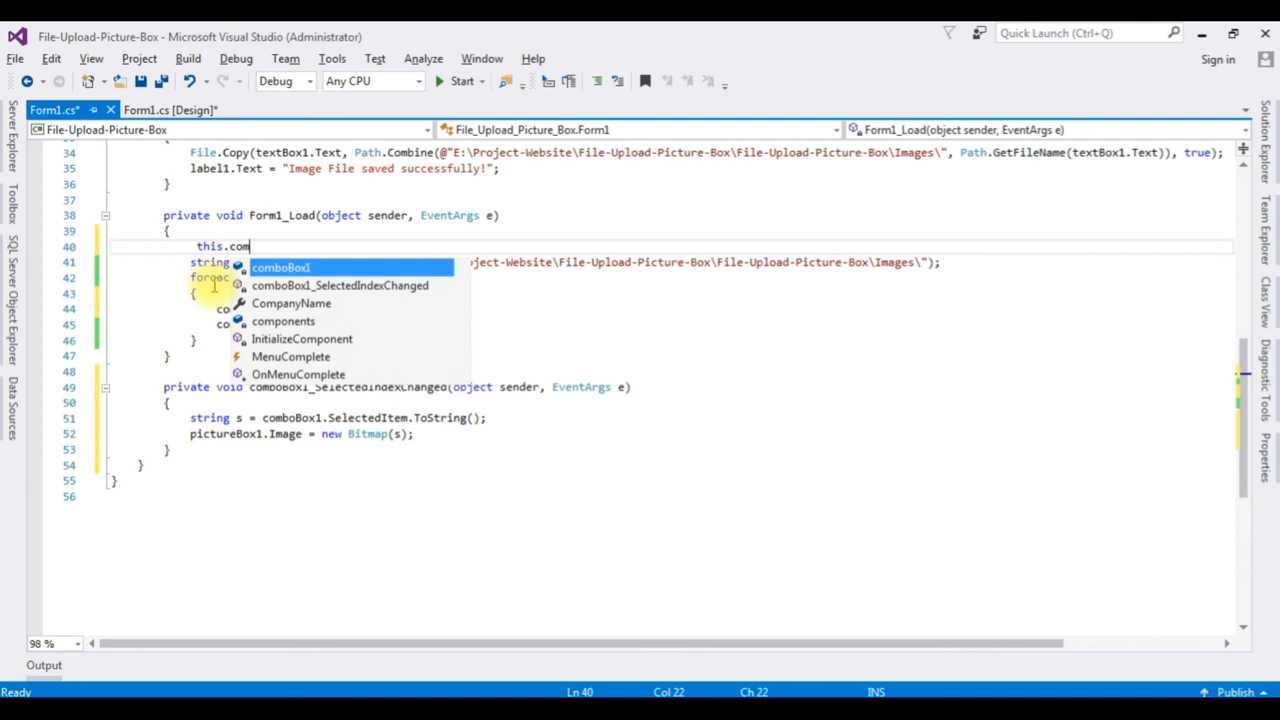 File-Upload-Picture-Box - Microsoft Visual Studio (Administrator)
Quick Launch (Ctrl+Q)
File Edit View Project Build Debug Team Tools Test Analyze Window Help
Sign in
Debug Any CPU Start
Form1.cs* Form1.cs [Design]*
File-Upload-Picture-Box File_Upload_Picture_Box.Form1 Form1_Load(object sender, EventArgs e)
34 File.Copy(textBox1.Text, Path.Combine(@"E:\Project-Website\File-Upload-Picture-Box\File-Upload-Picture-Box\Images\", Path.GetFileName(textBox1.Text)), true);
35 label1.Text = "Image File saved successfully!";
36 }
37
38 private void Form1_Load(object sender, EventArgs e)
39 {
40 this.com
41 string oject-Website\File-Upload-Picture-Box\File-Upload-Picture-Box\Images\");
comboBox1
42 foreac
comboBox1_SelectedIndexChanged
43 {
CompanyName
44 co
components
45 co
46 }
InitializeComponent
47 }
MenuComplete
48
OnMenuComplete
49 private void comboBox1_SelectedIndexChanged(object sender, EventArgs e)
50 {
51 string s = comboBox1.SelectedItem.ToString();
52 pictureBox1.Image = new Bitmap(s);
53 }
54 }
55 }
56
98 %
Output
Ready Ln 40 Col 22 Ch 22 INS Publish
Server Explorer
Toolbox
SQL Server Object Explorer
Data Sources
Solution Explorer
Team Explorer
Class View
Diagnostic Tools
Properties